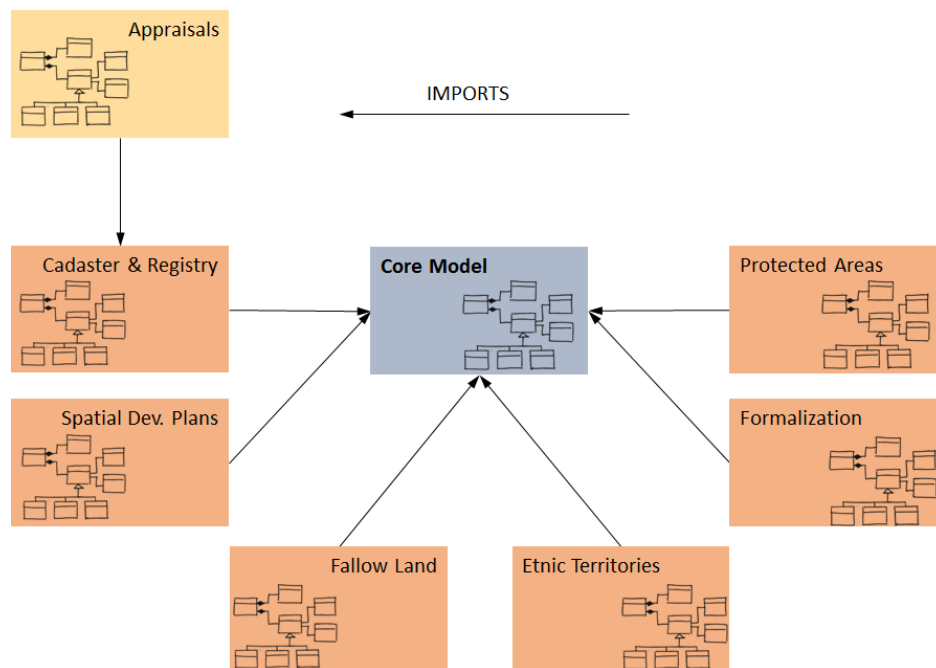 Appraisals
IMPORTS
Cadaster & Registry
Core Model
Protected Areas
Spatial Dev. Plans
Formalization
Fallow Land
Etnic Territories